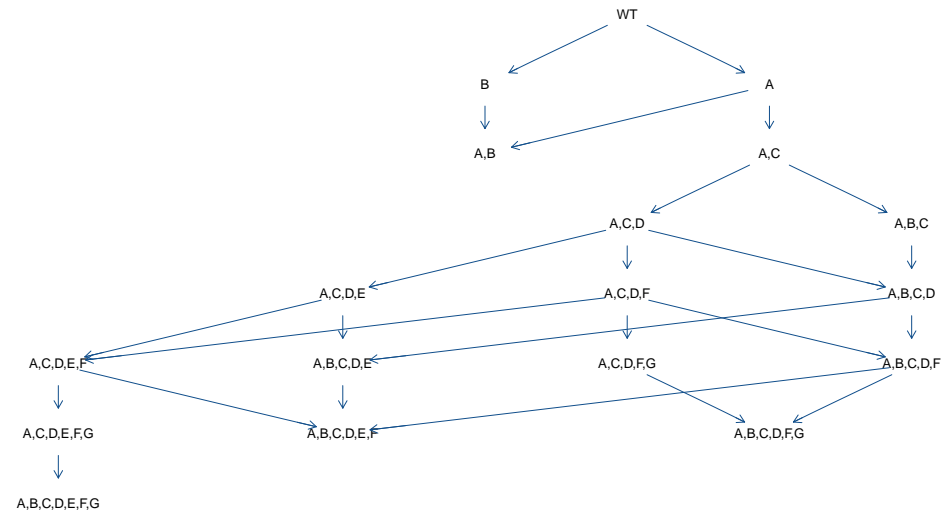 WT
B
A
A,B
A,C
A,C,D
A,B,C
A,C,D,E
A,C,D,F
A,B,C,D
A,C,D,E,F
A,B,C,D,E
A,C,D,F,G
A,B,C,D,F
A,C,D,E,F,G
A,B,C,D,E,F
A,B,C,D,F,G
A,B,C,D,E,F,G